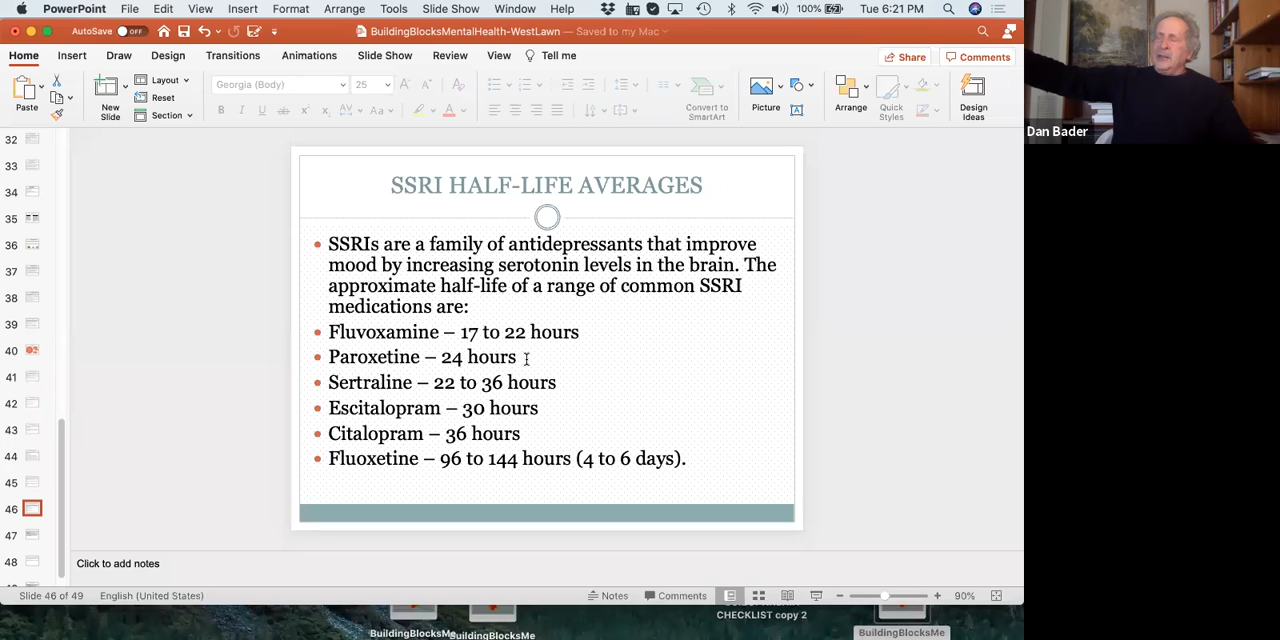 PowerPoint File Edit View Insert Format Arrange Tools Slide Show Window Help 100% Tue 6:21 PM
AutoSave OFF BuildingBlocksMentalHealth-WestLawn — Saved to my Mac
Home Insert Draw Design Transitions Animations Slide Show Review View Tell me Share Comments
Paste New Slide Layout Reset Section Georgia (Body) 25 Convert to SmartArt Picture Arrange Quick Styles Design Ideas
B I U ab x x AV Aa A
Dan Bader
32
33
34
35
36
37
38
39
40
41
42
43
44
45
46
47
48
SSRI HALF-LIFE AVERAGES
SSRIs are a family of antidepressants that improve
mood by increasing serotonin levels in the brain. The
approximate half-life of a range of common SSRI
medications are:
Fluvoxamine – 17 to 22 hours
Paroxetine – 24 hours
Sertraline – 22 to 36 hours
Escitalopram – 30 hours
Citalopram – 36 hours
Fluoxetine – 96 to 144 hours (4 to 6 days).
Click to add notes
Slide 46 of 49 English (United States) Notes Comments 90%
CHECKLIST copy 2
BuildingBlocksMe BuildingBlocksMe BuildingBlocksMe